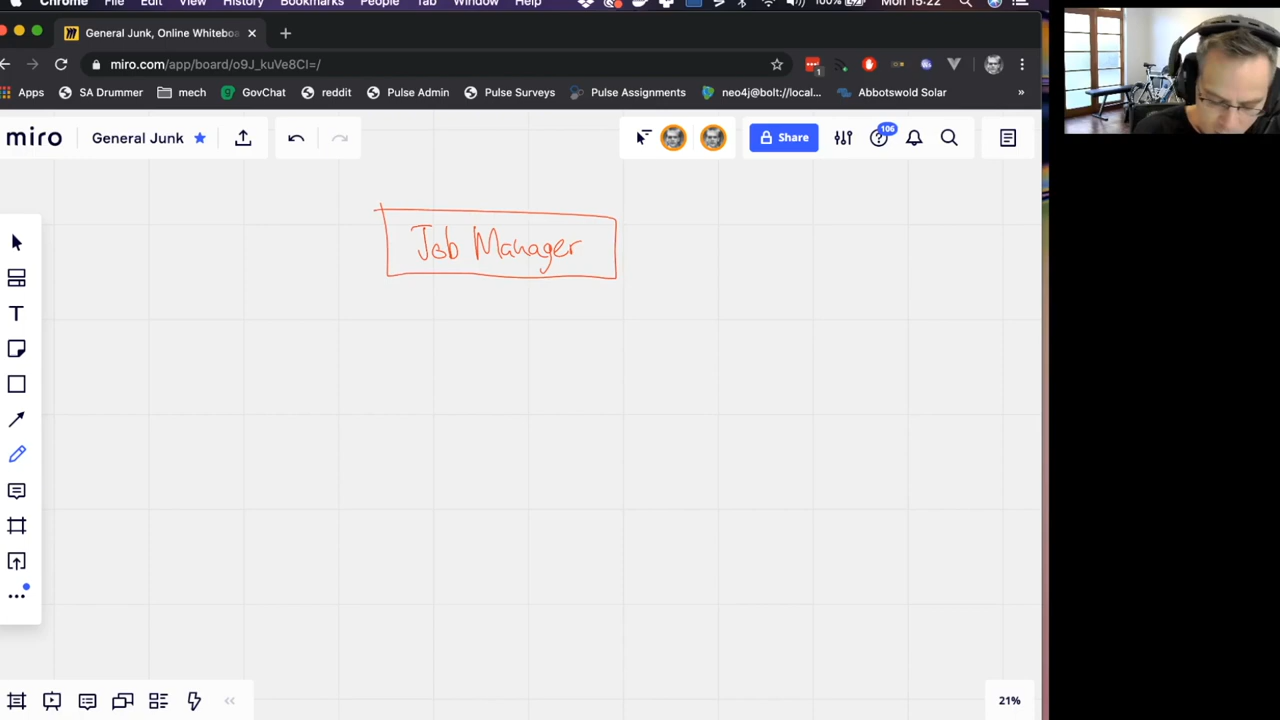 Chrome File Edit View History Bookmarks People Tab Window Help 100% Mon 15:22
General Junk, Online Whiteboa
miro.com/app/board/o9J_kuVe8CI=/
1
Apps SA Drummer mech GovChat reddit Pulse Admin Pulse Surveys Pulse Assignments neo4j@bolt://local... Abbotswold Solar »
miro General Junk Share 106
Job Manager
T
21%